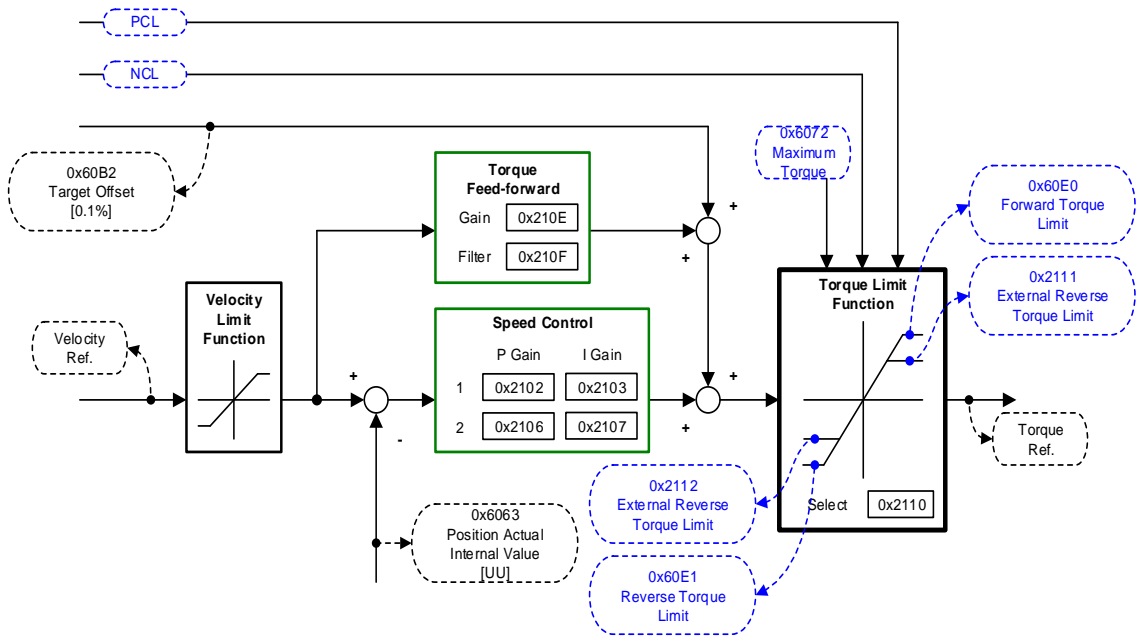 PCL
NCL
0x60B2
Target Offset
[0.1%]
0x6072
Maximum
Torque
Torque
Feed-forward
Gain 0x210E
Filter 0x210F
+
+
0x60E0
Forward Torque
Limit
0x2111
External Reverse
Torque Limit
Velocity
Limit
Function
Velocity
Ref.
Speed Control
P Gain I Gain
1 0x2102 0x2103
2 0x2106 0x2107
+
-
+
+
Torque Limit
Function
Select 0x2110
Torque
Ref.
0x2112
External Reverse
Torque Limit
0x6063
Position Actual
Internal Value
[UU]
0x60E1
Reverse Torque
Limit